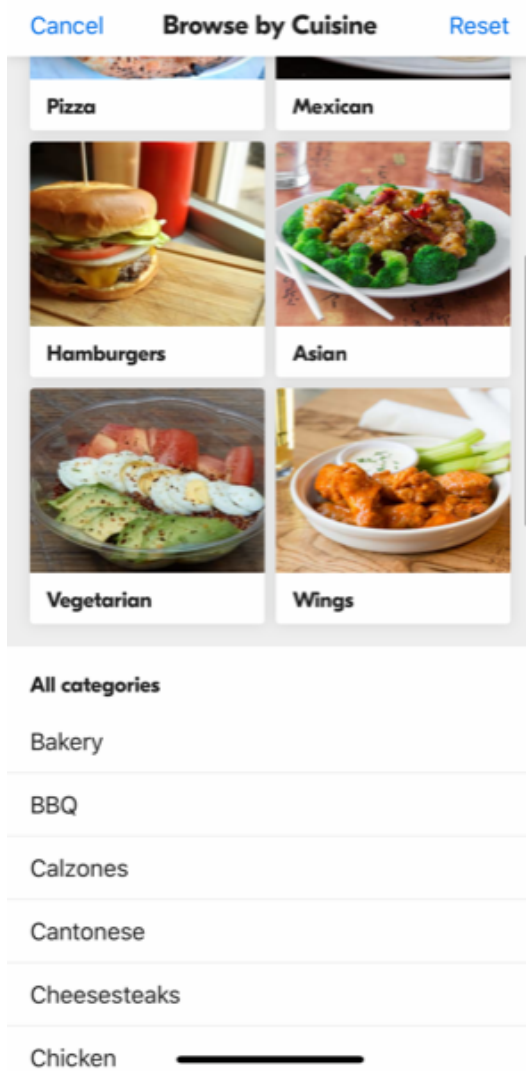 Cancel Browse by Cuisine Reset
Pizza Mexican
Hamburgers Asian
Vegetarian Wings
All categories
Bakery
BBQ
Calzones
Cantonese
Cheesesteaks
Chicken